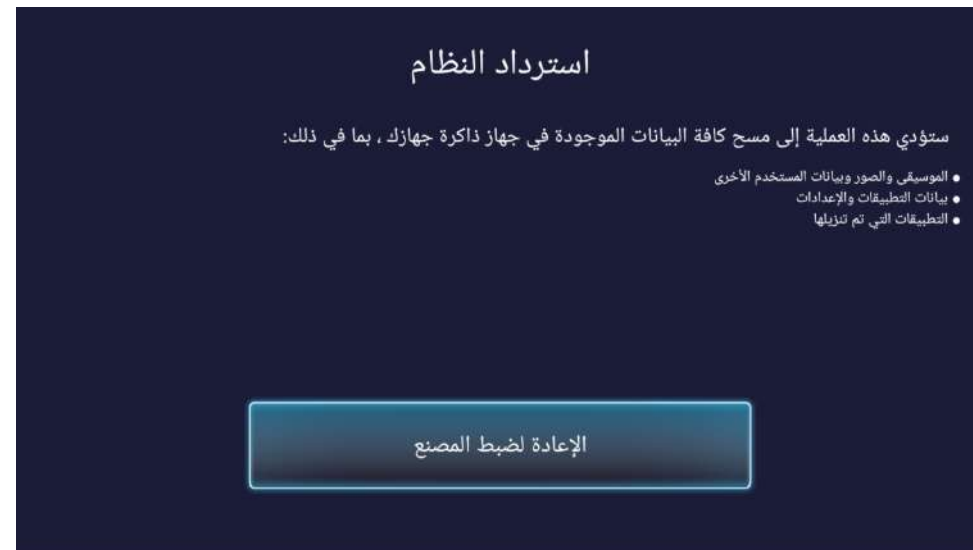 استرداد النظام
ستؤدي هذه العملية إلى مسح كافة البيانات الموجودة في جهاز ذاكرة جهازك ، بما في ذلك:
● الموسيقى والصور وبيانات المستخدم الأخرى
● بيانات التطبيقات والإعدادات
● التطبيقات التي تم تنزيلها
الإعادة لضبط المصنع